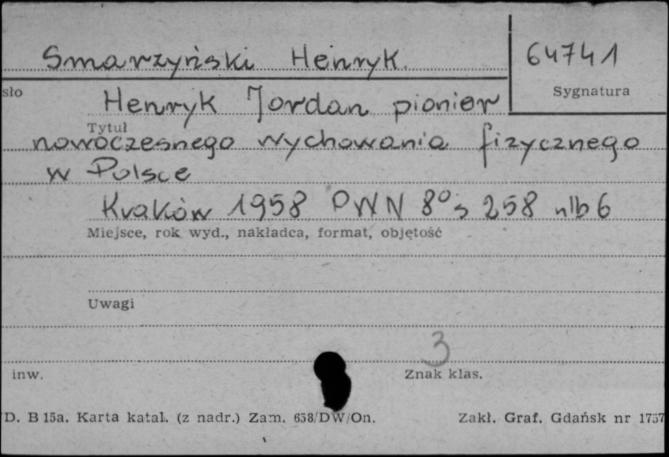 Smarzyński Henryk
64741
sło
Sygnatura
Henryk Jordan pionier
Tytuł
nowoczesnego wychowania fizycznego
w Polsce
Kraków 1958 PWN 8° s 258 nlb 6
Miejsce, rok wyd., nakładca, format, objętość
Uwagi
3
inw.
Znak klas.
D. B 15a. Karta katal. (z nadr.) Zam. 658/DW/On.
Zakł. Graf. Gdańsk nr 1757